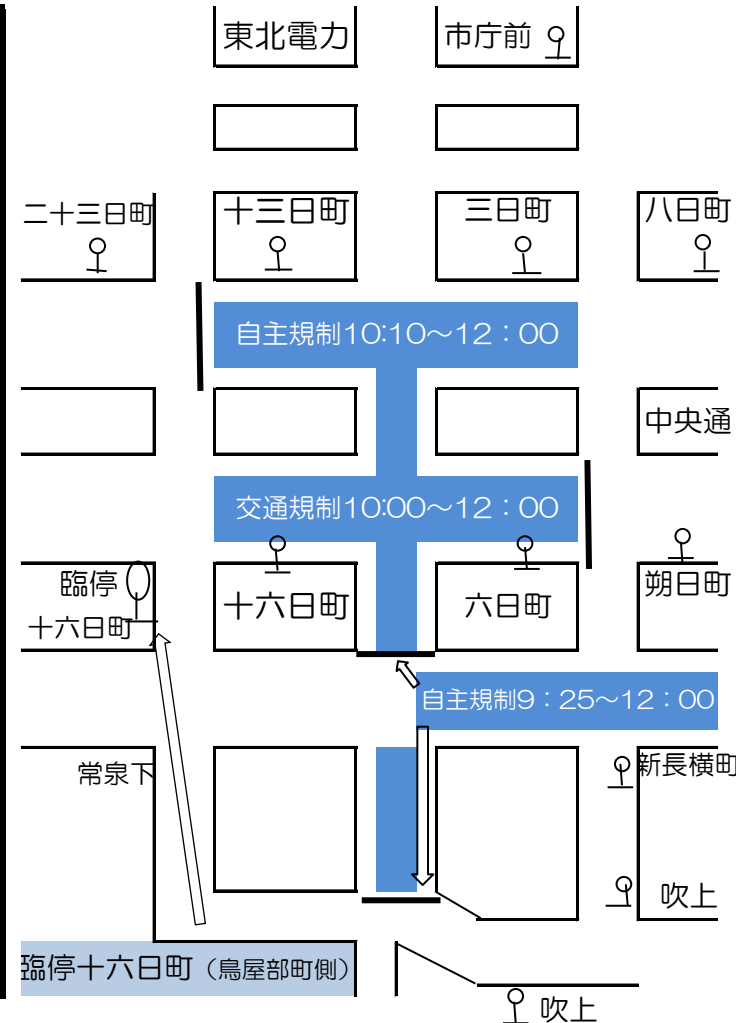 東北電力
市庁前
二十三日町
十三日町
三日町
八日町
自主規制10:10～12：00
中央通
交通規制10:00～12：00
臨停
十六日町
十六日町
六日町
朔日町
自主規制9：25～12：00
常泉下
新長横町
吹上
臨停十六日町（鳥屋部町側）
吹上